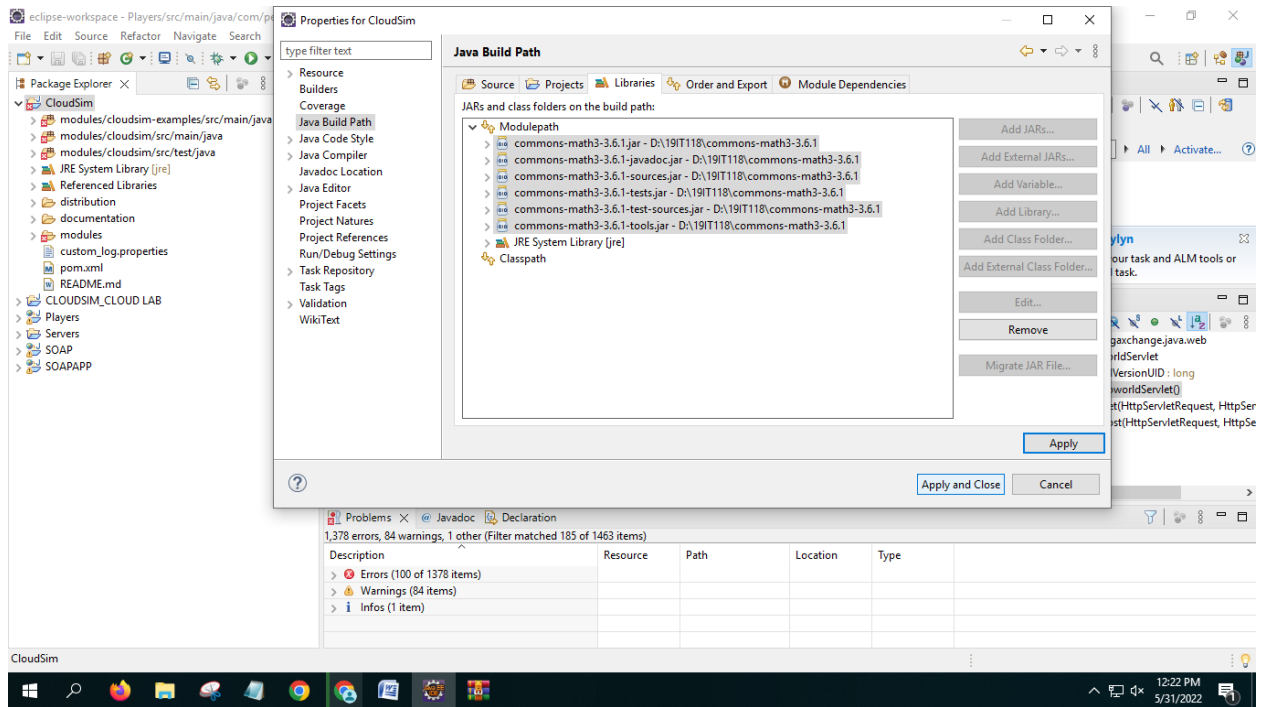 eclipse-workspace - Players/src/main/java/com/pe
File Edit Source Refactor Navigate Search
Package Explorer
CloudSim
modules/cloudsim-examples/src/main/java
modules/cloudsim/src/main/java
modules/cloudsim/src/test/java
JRE System Library [jre]
Referenced Libraries
distribution
documentation
modules
custom_log.properties
pom.xml
README.md
CLOUDSIM_CLOUD LAB
Players
Servers
SOAP
SOAPAPP
Properties for CloudSim
type filter text
Resource
Builders
Coverage
Java Build Path
Java Code Style
Java Compiler
Javadoc Location
Java Editor
Project Facets
Project Natures
Project References
Run/Debug Settings
Task Repository
Task Tags
Validation
WikiText
Java Build Path
Source Projects Libraries Order and Export Module Dependencies
JARs and class folders on the build path:
Modulepath
commons-math3-3.6.1.jar - D:\19IT118\commons-math3-3.6.1
commons-math3-3.6.1-javadoc.jar - D:\19IT118\commons-math3-3.6.1
commons-math3-3.6.1-sources.jar - D:\19IT118\commons-math3-3.6.1
commons-math3-3.6.1-tests.jar - D:\19IT118\commons-math3-3.6.1
commons-math3-3.6.1-test-sources.jar - D:\19IT118\commons-math3-3.6.1
commons-math3-3.6.1-tools.jar - D:\19IT118\commons-math3-3.6.1
JRE System Library [jre]
Classpath
Add JARs...
Add External JARs...
Add Variable...
Add Library...
Add Class Folder...
Add External Class Folder...
Edit...
Remove
Migrate JAR File...
Apply
Apply and Close Cancel
All Activate...
ylyn
our task and ALM tools or
l task.
gaxchange.java.web
orldServlet
lVersionUID : long
oworldServlet()
et(HttpServletRequest, HttpSer
ost(HttpServletRequest, HttpSe
Problems @ Javadoc Declaration
1,378 errors, 84 warnings, 1 other (Filter matched 185 of 1463 items)
Description Resource Path Location Type
Errors (100 of 1378 items)
Warnings (84 items)
Infos (1 item)
CloudSim
12:22 PM
5/31/2022